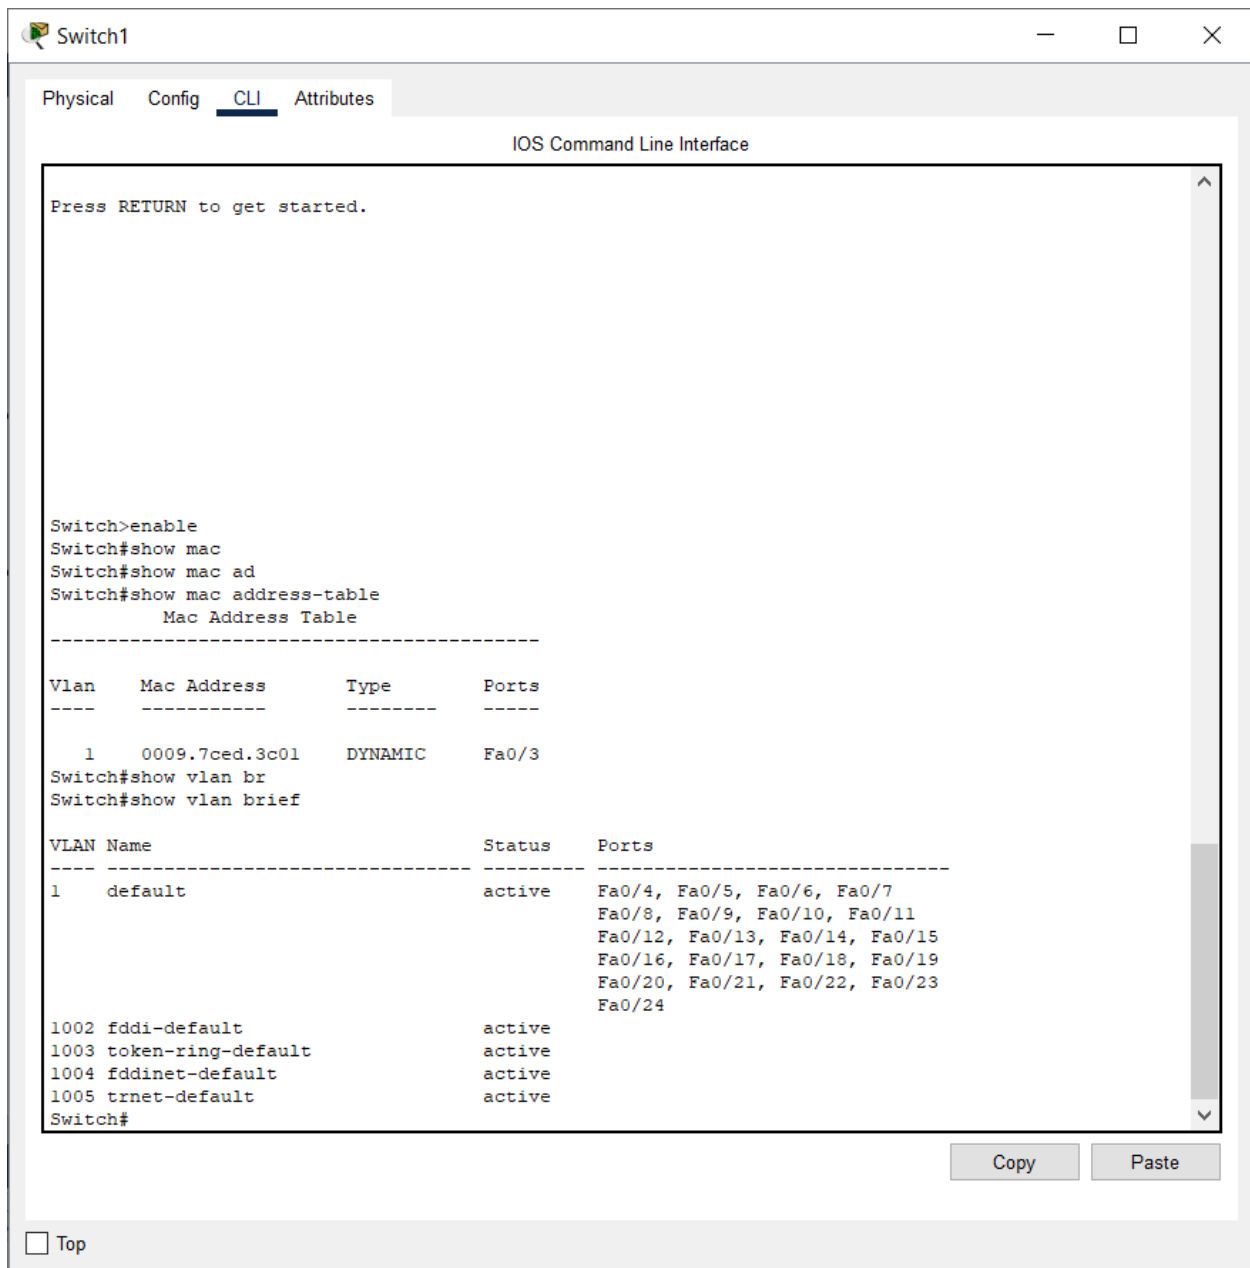 Switch1
Physical Config CLI Attributes
IOS Command Line Interface
Press RETURN to get started.
Switch>enable
Switch#show mac
Switch#show mac ad
Switch#show mac address-table
          Mac Address Table
-------------------------------------------
Vlan    Mac Address       Type        Ports
----    -----------       --------    -----
   1    0009.7ced.3c01    DYNAMIC     Fa0/3
Switch#show vlan br
Switch#show vlan brief
VLAN Name                             Status    Ports
---- -------------------------------- --------- -------------------------------
1    default                          active    Fa0/4, Fa0/5, Fa0/6, Fa0/7
                                                Fa0/8, Fa0/9, Fa0/10, Fa0/11
                                                Fa0/12, Fa0/13, Fa0/14, Fa0/15
                                                Fa0/16, Fa0/17, Fa0/18, Fa0/19
                                                Fa0/20, Fa0/21, Fa0/22, Fa0/23
                                                Fa0/24
1002 fddi-default                     active
1003 token-ring-default               active
1004 fddinet-default                  active
1005 trnet-default                    active
Switch#
Copy Paste
Top